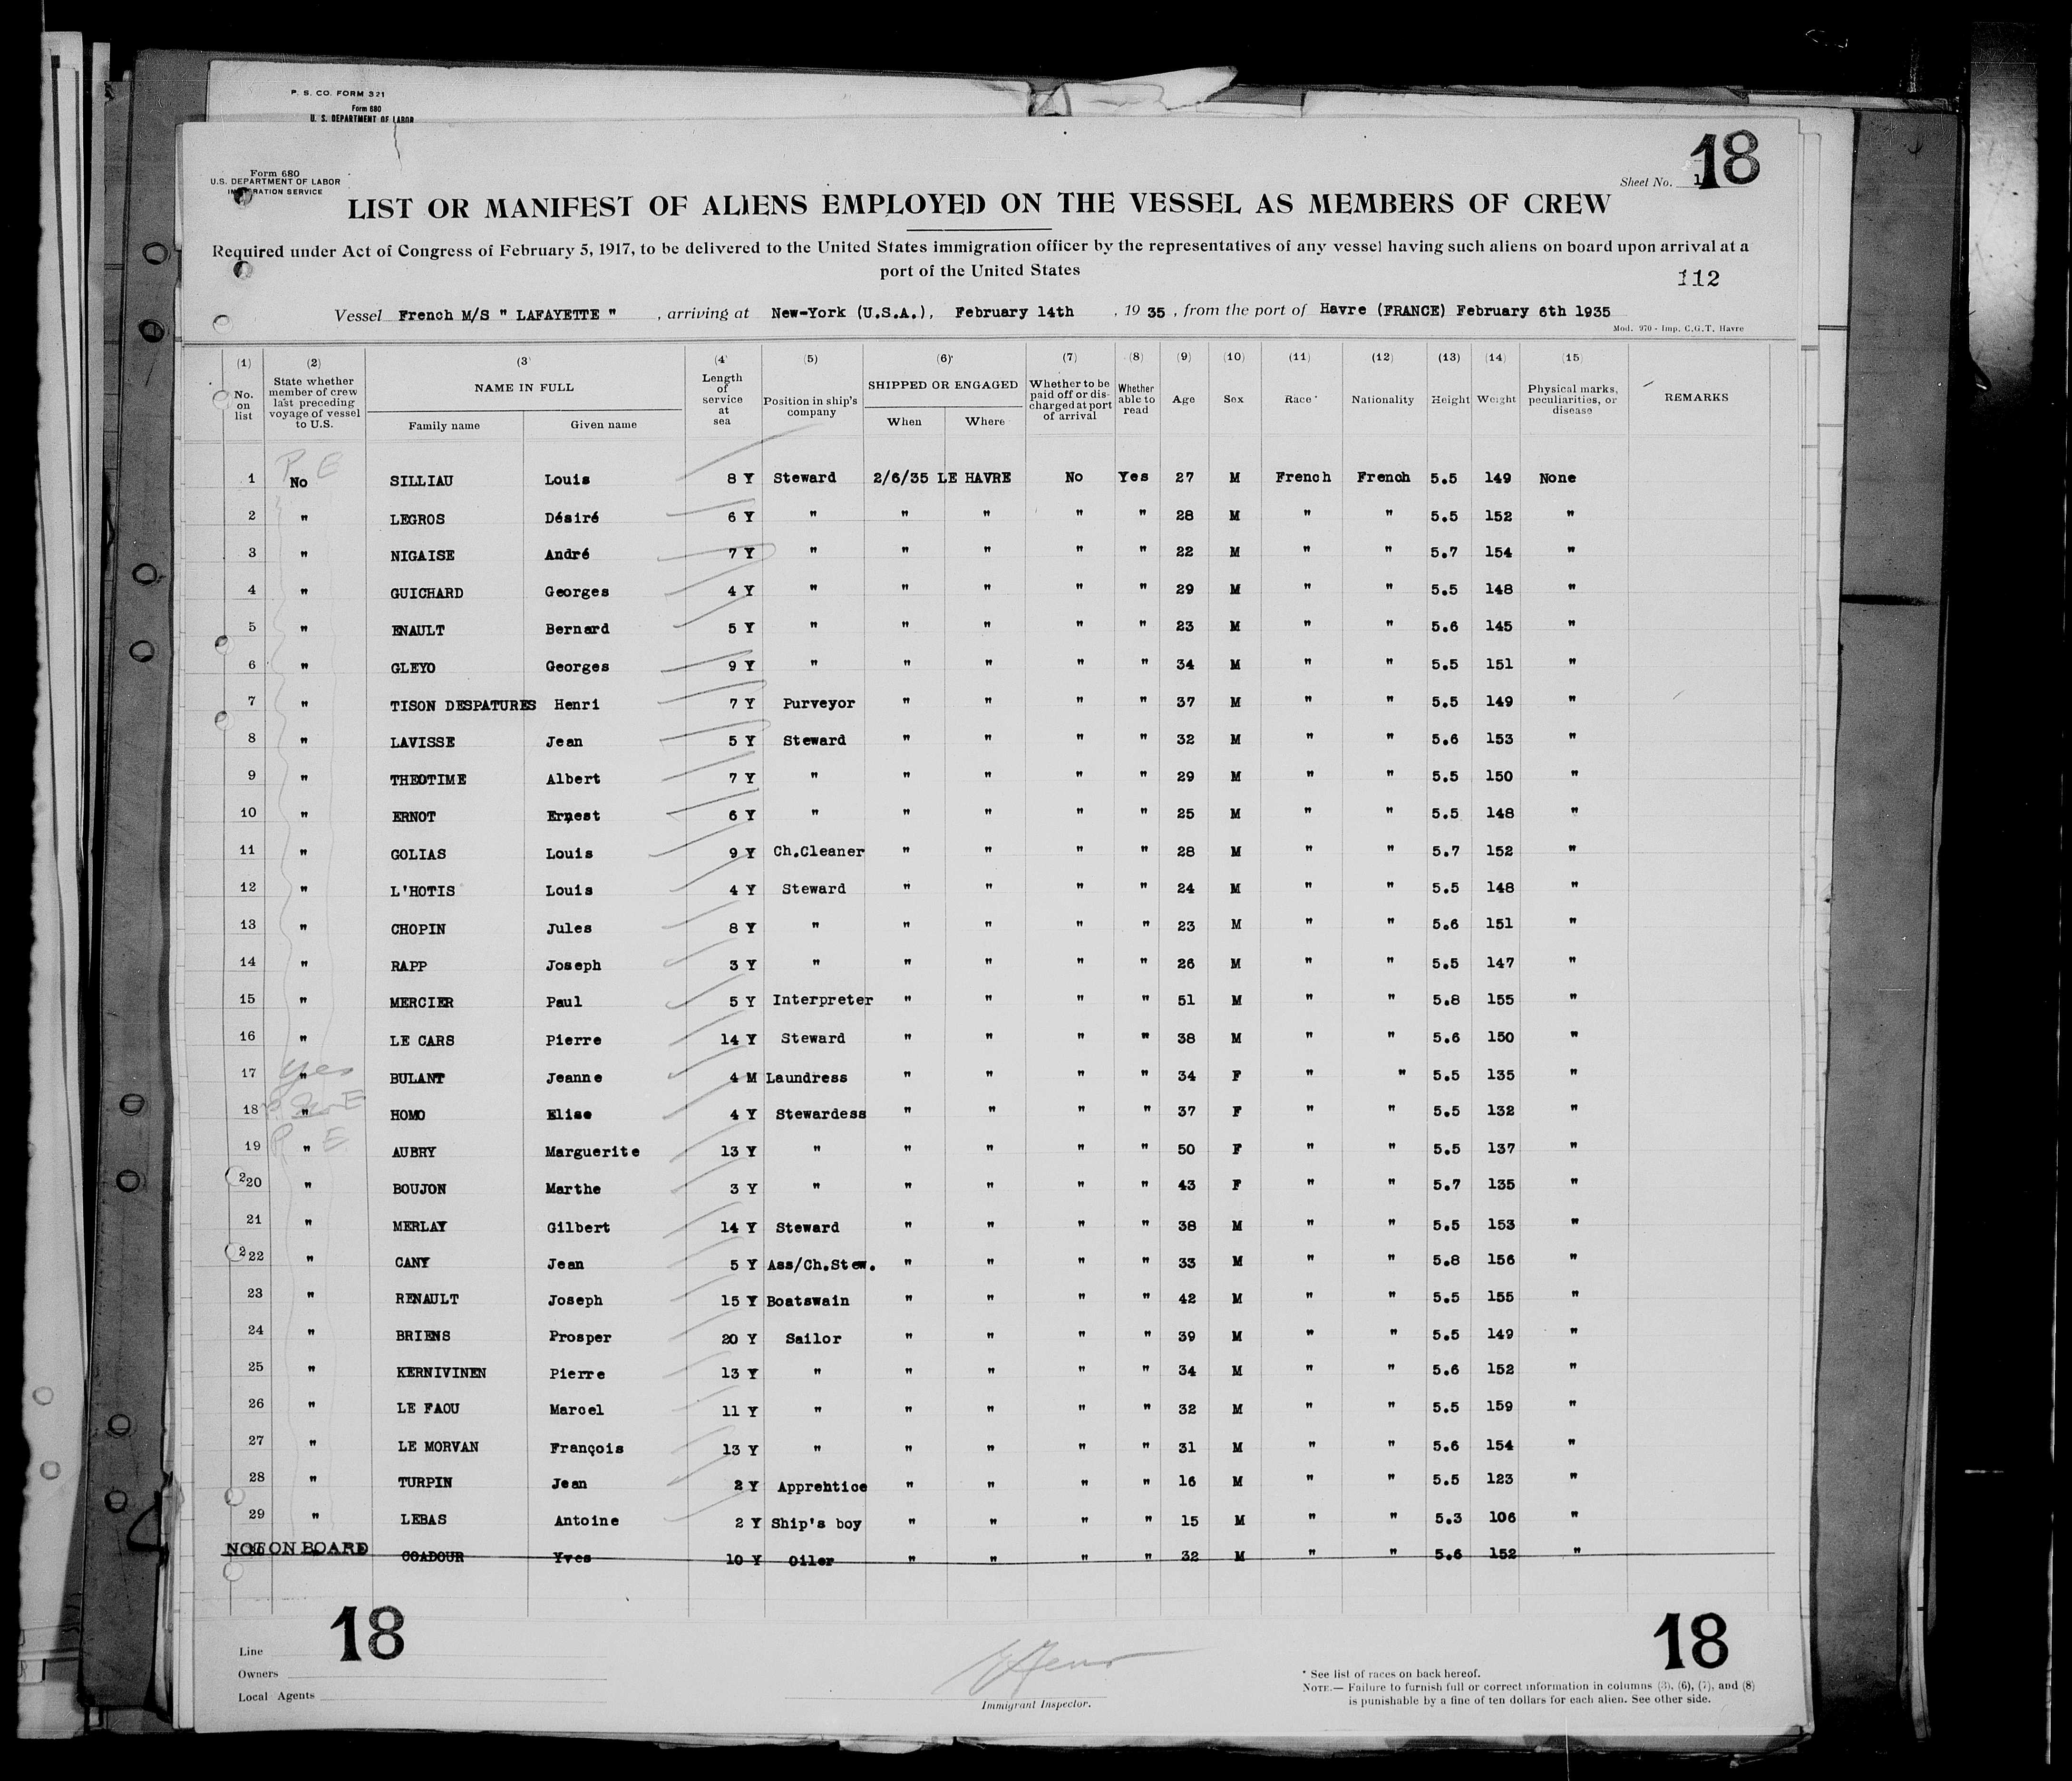 P. S. CO. FORM 321
Form 680
U. S. DEPARTMENT OF LABOR
18
Form 680
U.S. DEPARTMENT OF LABOR
IMMIGRATION SERVICE
Sheet No.
LIST OR MANIFEST OF ALIENS EMPLOYED ON THE VESSEL AS MEMBERS OF CREW
Required under Act of Congress of February 5, 1917, to be delivered to the United States immigration officer by the representatives of any vessel having such aliens on board upon arrival at a
port of the United States
112
Vessel French M/S " LAFAYETTE " , arriving at New-York (U.S.A.), February 14th , 19 35 , from the port of Havre (FRANCE) February 6th 1935
Mod. 970 - Imp. C.G.T. Havre
(1) (2) (3) (4) (5) (6) (7) (8) (9) (10) (11) (12) (13) (14) (15)
No. on list State whether member of crew last preceding voyage of vessel to U.S. NAME IN FULL Family name Given name Length of service at sea Position in ship's company SHIPPED OR ENGAGED When Where Whether to be paid off or discharged at port of arrival Whether able to read Age Sex Race * Nationality Height Weight Physical marks, peculiarities, or disease REMARKS
P E
1 No SILLIAU Louis 8 Y Steward 2/6/35 LE HAVRE No Yes 27 M French French 5.5 149 None
2 " LEGROS Désiré 6 Y " " " " " 28 M " " 5.5 152 "
3 " NIGAISE André 7 Y " " " " " 22 M " " 5.7 154 "
4 " GUICHARD Georges 4 Y " " " " " 29 M " " 5.5 148 "
5 " ENAULT Bernard 5 Y " " " " " 23 M " " 5.6 145 "
6 " GLEYO Georges 9 Y " " " " " 34 M " " 5.5 151 "
7 " TISON DESPATURES Henri 7 Y Purveyor " " " " 37 M " " 5.5 149 "
8 " LAVISSE Jean 5 Y Steward " " " " 32 M " " 5.6 153 "
9 " THEOTIME Albert 7 Y " " " " " 29 M " " 5.5 150 "
10 " ERNOT Ernest 6 Y " " " " " 25 M " " 5.5 148 "
11 " GOLIAS Louis 9 Y Ch.Cleaner " " " " 28 M " " 5.7 152 "
12 " L'HOTIS Louis 4 Y Steward " " " " 24 M " " 5.5 148 "
13 " CHOPIN Jules 8 Y " " " " " 23 M " " 5.6 151 "
14 " RAPP Joseph 3 Y " " " " " 26 M " " 5.5 147 "
15 " MERCIER Paul 5 Y Interpreter " " " " 51 M " " 5.8 155 "
16 " LE CARS Pierre 14 Y Steward " " " " 38 M " " 5.6 150 "
yes
17 " BULANT Jeanne 4 M Laundress " " " " 34 F " " 5.5 135 "
18 " HOMO Elise 4 Y Stewardess " " " " 37 F " " 5.5 132 "
P E
19 " AUBRY Marguerite 13 Y " " " " " 50 F " " 5.5 137 "
20 " BOUJON Marthe 3 Y " " " " " 43 F " " 5.7 135 "
21 " MERLAY Gilbert 14 Y Steward " " " " 38 M " " 5.5 153 "
22 " CANY Jean 5 Y Ass/Ch.Stew. " " " " 33 M " " 5.8 156 "
23 " RENAULT Joseph 15 Y Boatswain " " " " 42 M " " 5.5 155 "
24 " BRIENS Prosper 20 Y Sailor " " " " 39 M " " 5.5 149 "
25 " KERNIVINEN Pierre 13 Y " " " " " 34 M " " 5.6 152 "
26 " LE FAOU Marcel 11 Y " " " " " 32 M " " 5.5 159 "
27 " LE MORVAN François 13 Y " " " " " 31 M " " 5.6 154 "
28 " TURPIN Jean 2 Y Apprentice " " " " 16 M " " 5.5 123 "
29 " LEBAS Antoine 2 Y Ship's boy " " " " 15 M " " 5.3 106 "
NOT ON BOARD COADOUR Yves 10 Y Oiler " " " " 32 M " " 5.6 152 "
18
18
Line
Owners
Local Agents
Immigrant Inspector.
* See list of races on back hereof.
NOTE.— Failure to furnish full or correct information in columns (3), (6), (7), and (8)
is punishable by a fine of ten dollars for each alien. See other side.